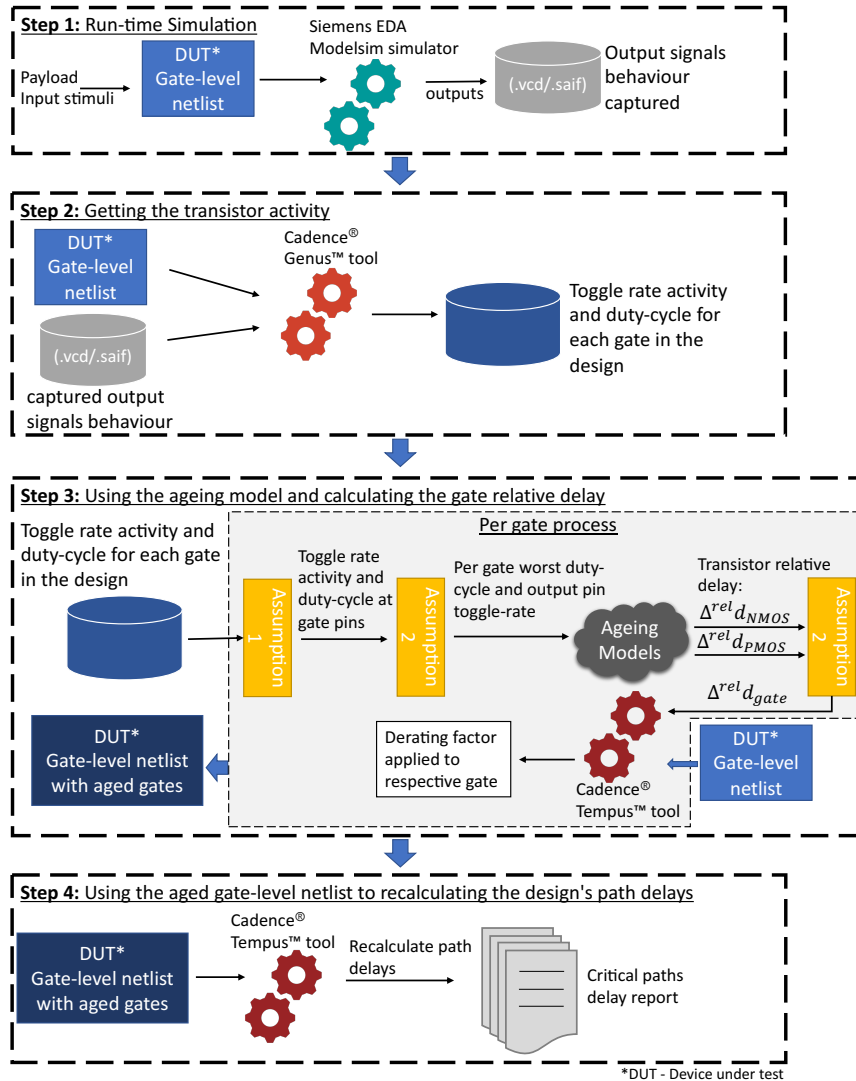 Step 1: Run-time Simulation
Payload
Input stimuli
DUT*
Gate-level
netlist
Siemens EDA
Modelsim simulator
outputs
(.vcd/.saif)
Output signals
behaviour
captured
Step 2: Getting the transistor activity
DUT*
Gate-level
netlist
(.vcd/.saif)
captured output
signals behaviour
Cadence®
Genus™ tool
Toggle rate activity
and duty-cycle for
each gate in the
design
Step 3: Using the ageing model and calculating the gate relative delay
Toggle rate activity and
duty-cycle for each gate
in the design
Per gate process
Assumption
1
Toggle rate
activity and
duty-cycle at
gate pins
Assumption
2
Per gate worst duty-
cycle and output pin
toggle-rate
Ageing
Models
Transistor relative
delay:
Δ^{rel}d_{NMOS}
Δ^{rel}d_{PMOS}
Assumption
2
Δ^{rel}d_{gate}
DUT*
Gate-level netlist
with aged gates
Derating factor
applied to
respective gate
Cadence®
Tempus™ tool
DUT*
Gate-level
netlist
Step 4: Using the aged gate-level netlist to recalculating the design's path delays
DUT*
Gate-level netlist
with aged gates
Cadence®
Tempus™ tool
Recalculate path
delays
Critical paths
delay report
*DUT - Device under test